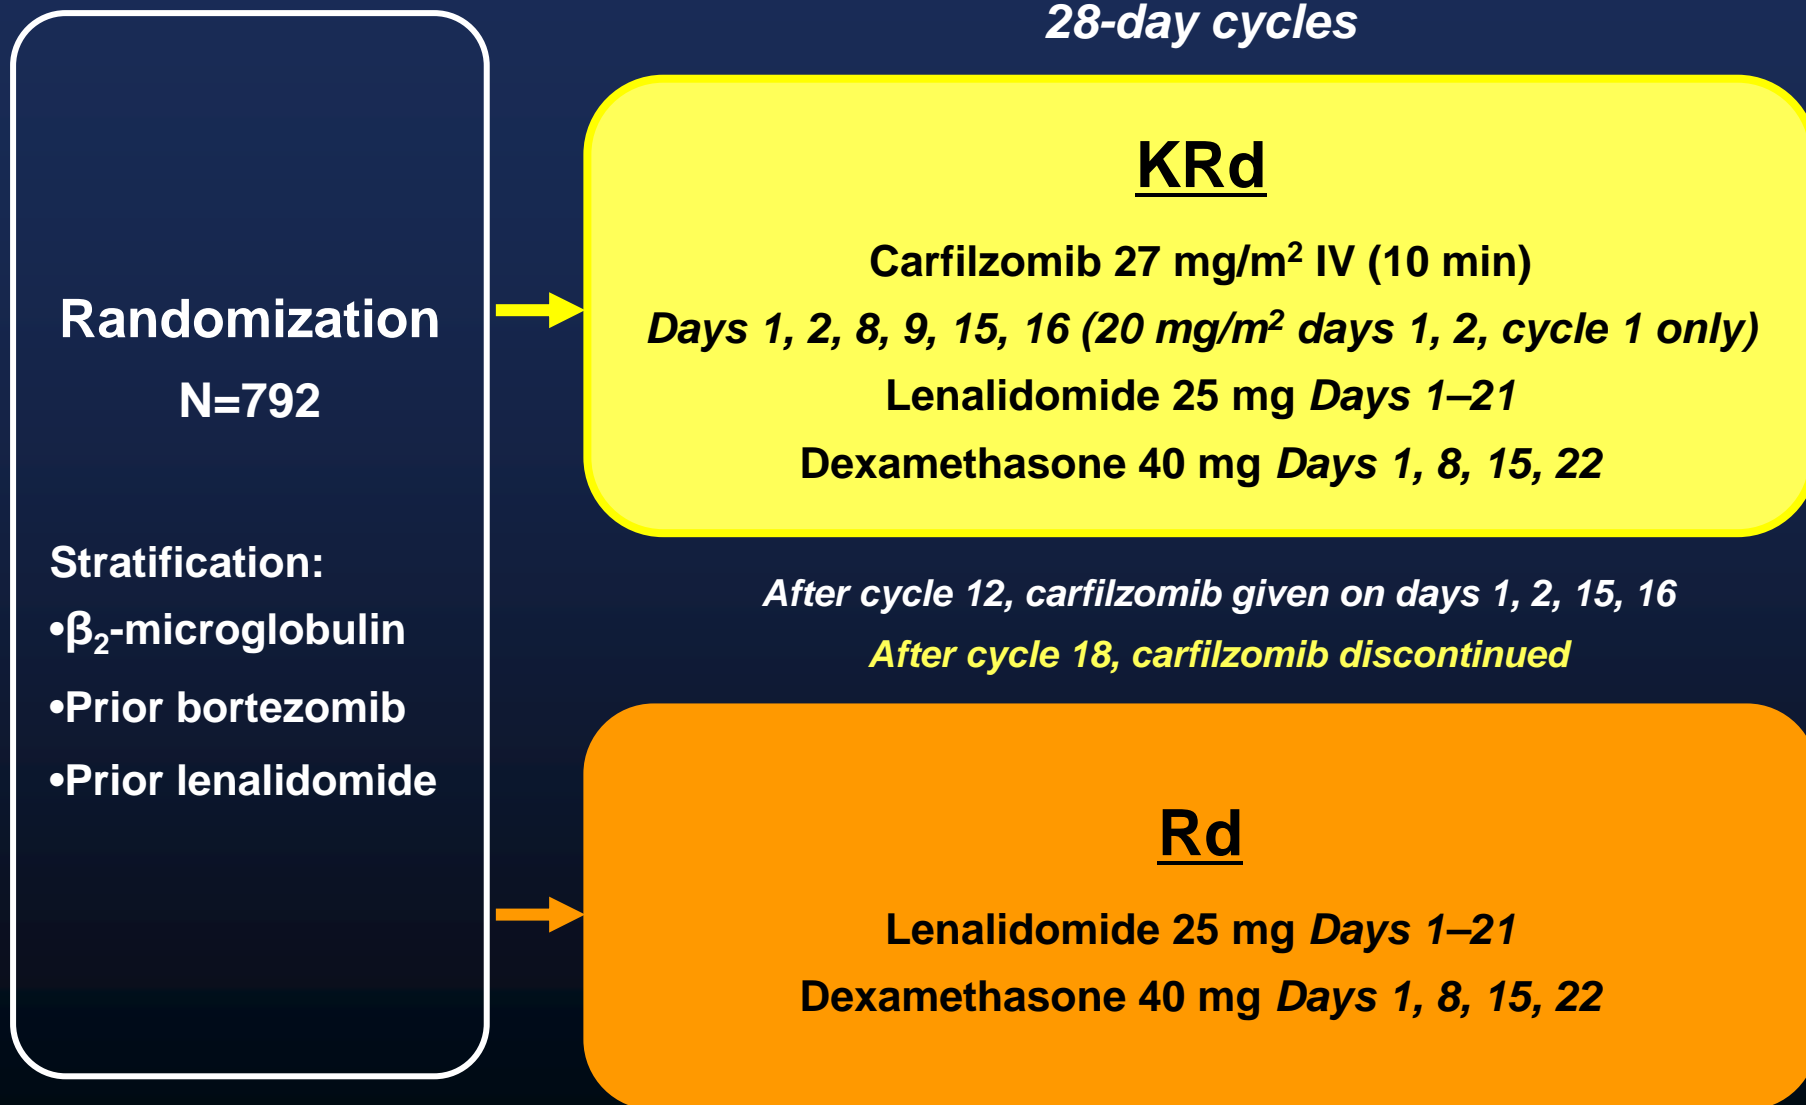 Randomization
N=792
Stratification:
•β₂-microglobulin
•Prior bortezomib
•Prior lenalidomide
28-day cycles
KRd
Carfilzomib 27 mg/m² IV (10 min)
Days 1, 2, 8, 9, 15, 16 (20 mg/m² days 1, 2, cycle 1 only)
Lenalidomide 25 mg Days 1–21
Dexamethasone 40 mg Days 1, 8, 15, 22
After cycle 12, carfilzomib given on days 1, 2, 15, 16
After cycle 18, carfilzomib discontinued
Rd
Lenalidomide 25 mg Days 1–21
Dexamethasone 40 mg Days 1, 8, 15, 22